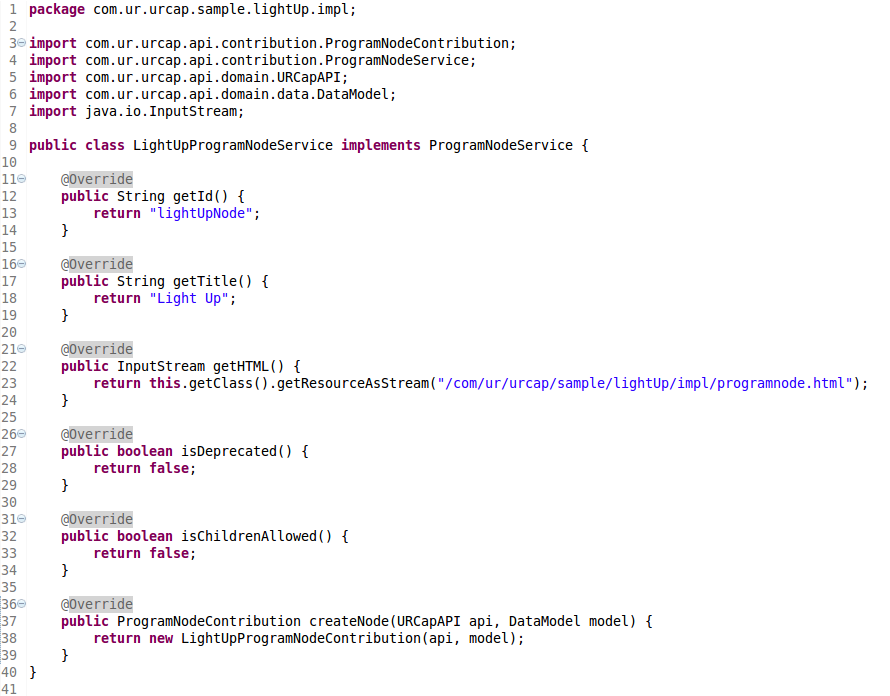 1 package com.ur.urcap.sample.lightUp.impl;
2
3 import com.ur.urcap.api.contribution.ProgramNodeContribution;
4 import com.ur.urcap.api.contribution.ProgramNodeService;
5 import com.ur.urcap.api.domain.URCapAPI;
6 import com.ur.urcap.api.domain.data.DataModel;
7 import java.io.InputStream;
8
9 public class LightUpProgramNodeService implements ProgramNodeService {
10
11     @Override
12     public String getId() {
13         return "lightUpNode";
14     }
15
16     @Override
17     public String getTitle() {
18         return "Light Up";
19     }
20
21     @Override
22     public InputStream getHTML() {
23         return this.getClass().getResourceAsStream("/com/ur/urcap/sample/lightUp/impl/programnode.html");
24     }
25
26     @Override
27     public boolean isDeprecated() {
28         return false;
29     }
30
31     @Override
32     public boolean isChildrenAllowed() {
33         return false;
34     }
35
36     @Override
37     public ProgramNodeContribution createNode(URCapAPI api, DataModel model) {
38         return new LightUpProgramNodeContribution(api, model);
39     }
40 }
41